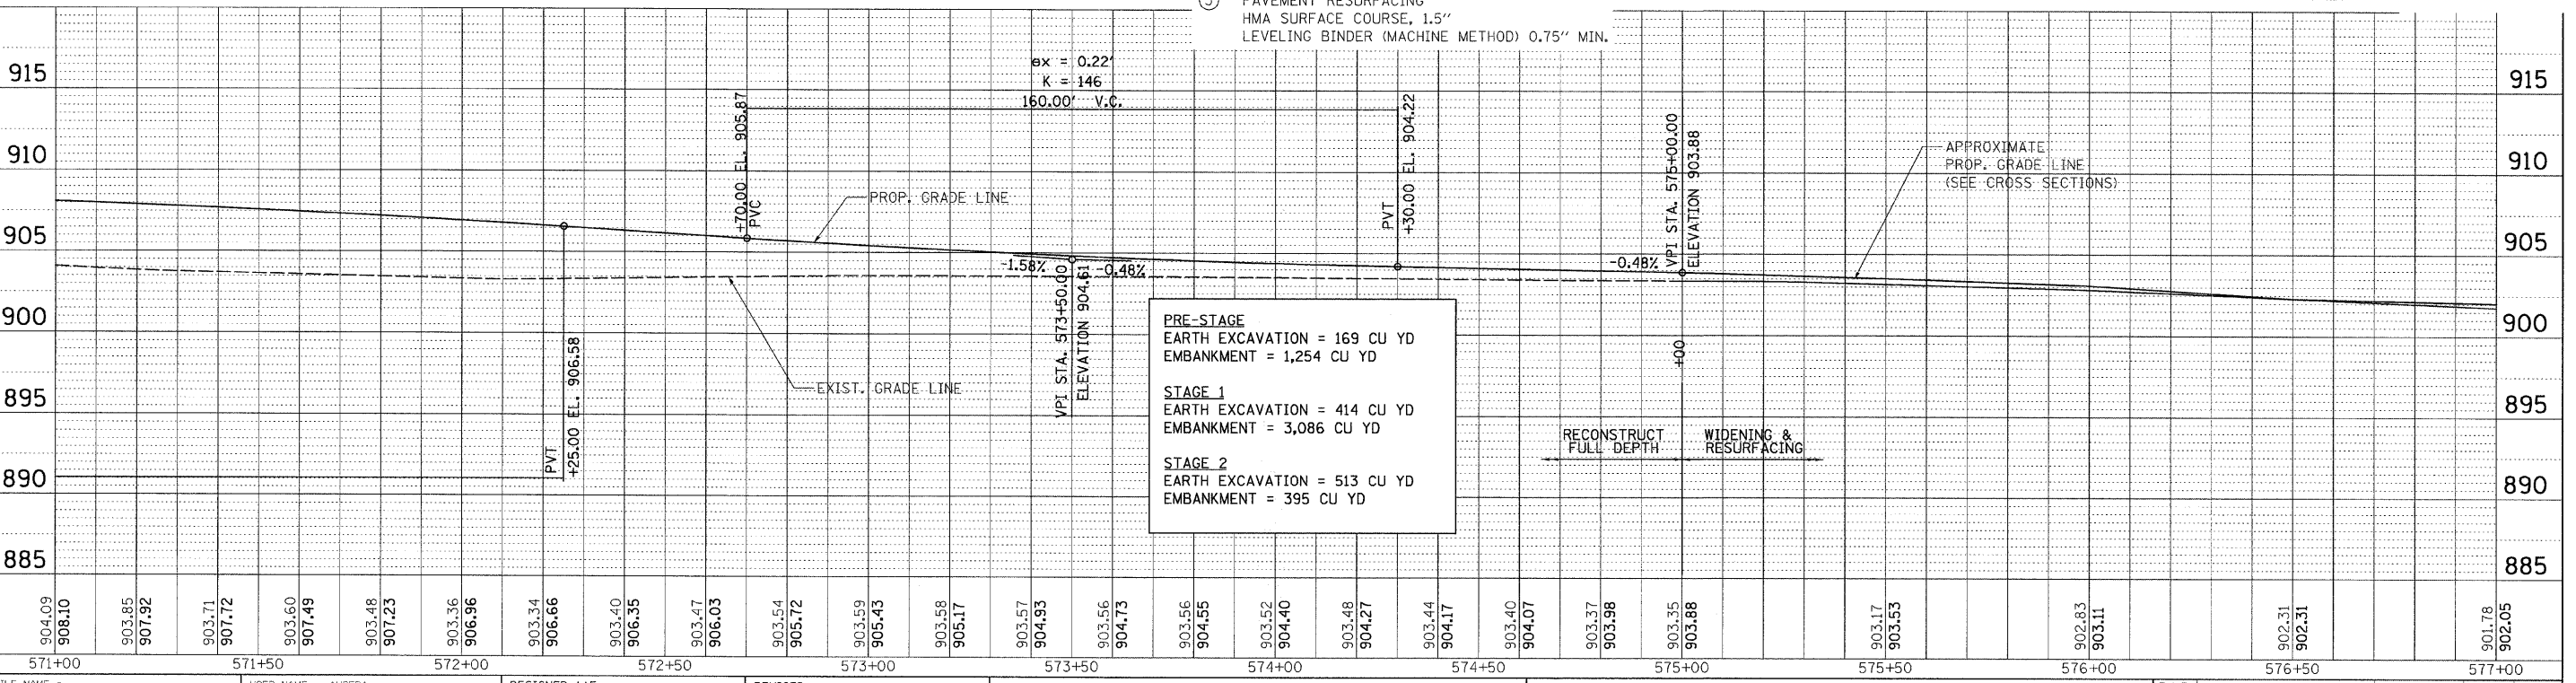 PAVEMENT RESURFACING
HMA SURFACE COURSE, 1.5"
LEVELING BINDER (MACHINE METHOD) 0.75" MIN.
ex = 0.22'
K = 146
160.00' V.C.
915
915
910
910
905
905
900
900
895
895
890
890
885
885
+70.00 EL. 905.87
PVC
PVT
+30.00 EL. 904.22
VPI STA. 575+00.00
ELEVATION 903.88
APPROXIMATE
PROP. GRADE LINE
(SEE CROSS SECTIONS)
PROP. GRADE LINE
-1.58%
-0.48%
-0.48%
VPI STA. 573+50.00
ELEVATION 904.61
EXIST. GRADE LINE
PVT
+25.00 EL. 906.58
+00
PRE-STAGE
EARTH EXCAVATION = 169 CU YD
EMBANKMENT = 1,254 CU YD
STAGE 1
EARTH EXCAVATION = 414 CU YD
EMBANKMENT = 3,086 CU YD
STAGE 2
EARTH EXCAVATION = 513 CU YD
EMBANKMENT = 395 CU YD
RECONSTRUCT
FULL DEPTH
WIDENING &
RESURFACING
904.09
908.10
903.85
907.92
903.71
907.72
903.60
907.49
903.48
907.23
903.36
906.96
903.34
906.66
903.40
906.35
903.47
906.03
903.54
905.72
903.59
905.43
903.58
905.17
903.57
904.93
903.56
904.73
903.56
904.55
903.52
904.40
903.48
904.27
903.44
904.17
903.40
904.07
903.37
903.98
903.35
903.88
903.17
903.53
902.83
903.11
902.31
902.31
901.78
902.05
571+00
571+50
572+00
572+50
573+00
573+50
574+00
574+50
575+00
575+50
576+00
576+50
577+00